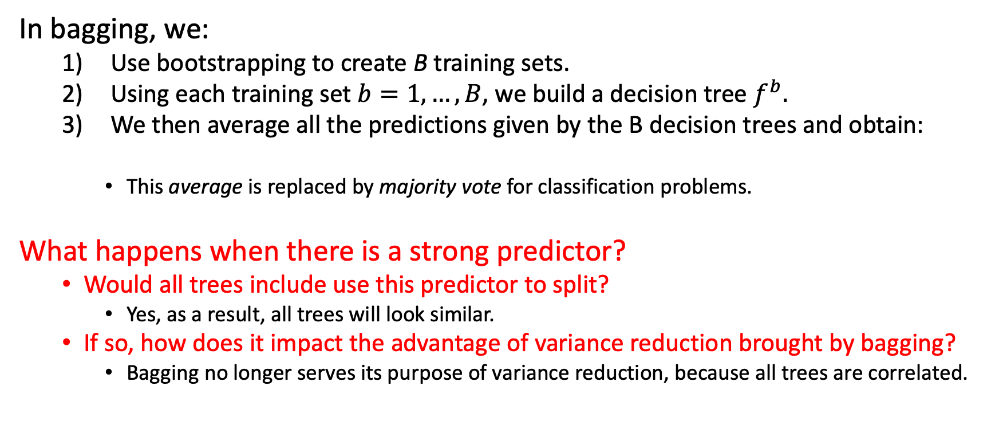 In bagging, we:
1) Use bootstrapping to create B training sets.
2) Using each training set b = 1, … , B, we build a decision tree f^b.
3) We then average all the predictions given by the B decision trees and obtain:
• This average is replaced by majority vote for classification problems.
What happens when there is a strong predictor?
• Would all trees include use this predictor to split?
• Yes, as a result, all trees will look similar.
• If so, how does it impact the advantage of variance reduction brought by bagging?
• Bagging no longer serves its purpose of variance reduction, because all trees are correlated.